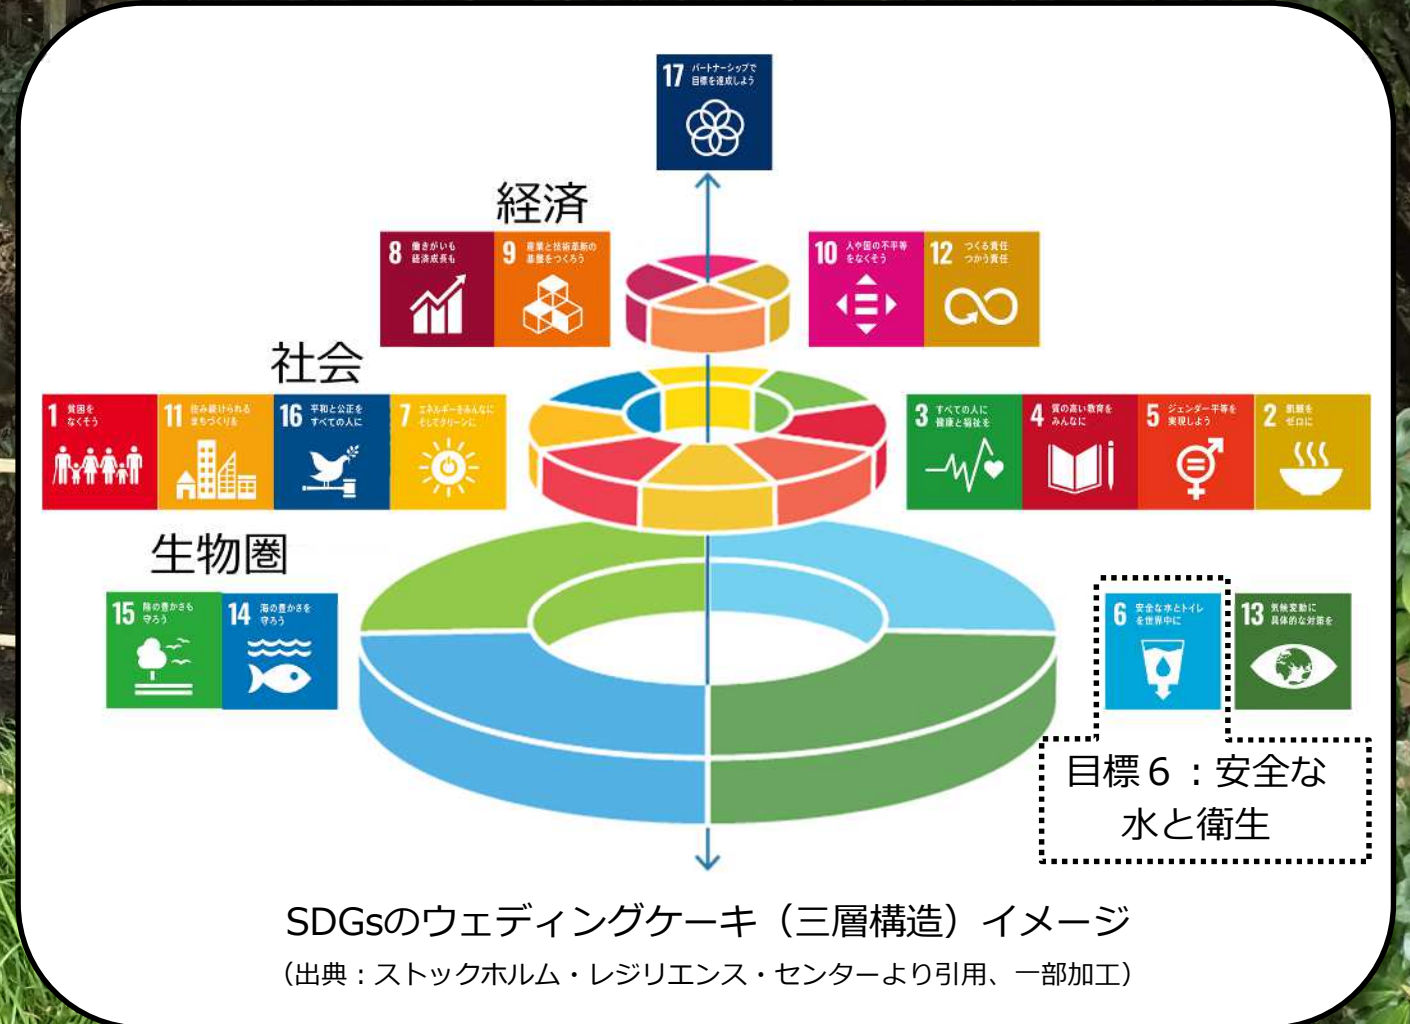 17 パートナーシップで
目標を達成しよう
経済
8 働きがいも
経済成長も
9 産業と技術革新の
基盤をつくろう
10 人や国の不平等
をなくそう
12 つくる責任
つかう責任
社会
1 貧困を
なくそう
11 住み続けられる
まちづくりを
16 平和と公正を
すべての人に
7 エネルギーをみんなに
そしてクリーンに
3 すべての人に
健康と福祉を
4 質の高い教育を
みんなに
5 ジェンダー平等を
実現しよう
2 飢餓を
ゼロに
生物圏
15 陸の豊かさも
守ろう
14 海の豊かさを
守ろう
6 安全な水とトイレ
を世界中に
13 気候変動に
具体的な対策を
目標6：安全な
水と衛生
SDGsのウェディングケーキ（三層構造）イメージ
（出典：ストックホルム・レジリエンス・センターより引用、一部加工）